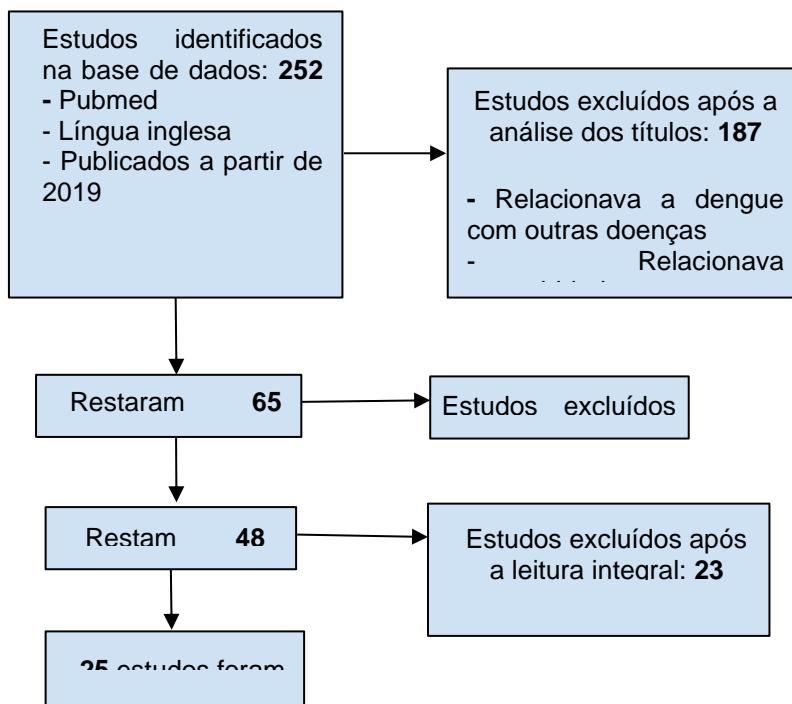 Estudos identificados
na base de dados: 252
- Pubmed
- Língua inglesa
- Publicados a partir de
2019
Estudos excluídos após a
análise dos títulos: 187
- Relacionava a dengue
com outras doenças
- Relacionava
Restaram 65
Estudos excluídos
Restam 48
Estudos excluídos após
a leitura integral: 23
25 estudos foram